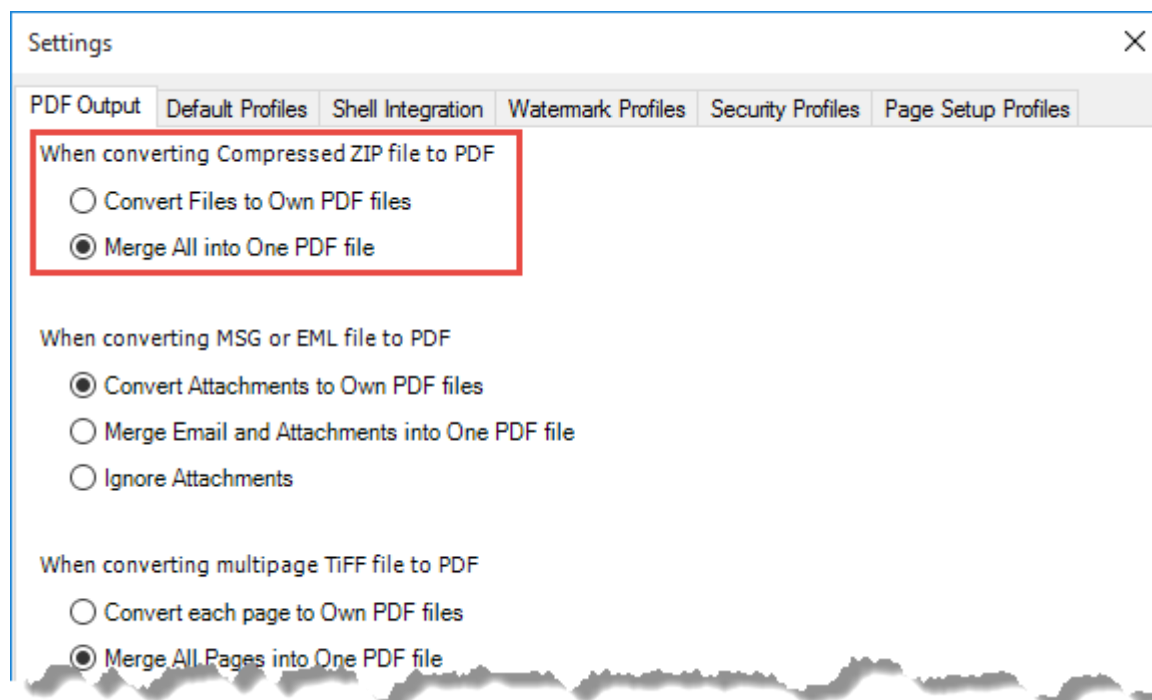 Settings
PDF Output Default Profiles Shell Integration Watermark Profiles Security Profiles Page Setup Profiles
When converting Compressed ZIP file to PDF
Convert Files to Own PDF files
Merge All into One PDF file
When converting MSG or EML file to PDF
Convert Attachments to Own PDF files
Merge Email and Attachments into One PDF file
Ignore Attachments
When converting multipage TiFF file to PDF
Convert each page to Own PDF files
Merge All Pages into One PDF file